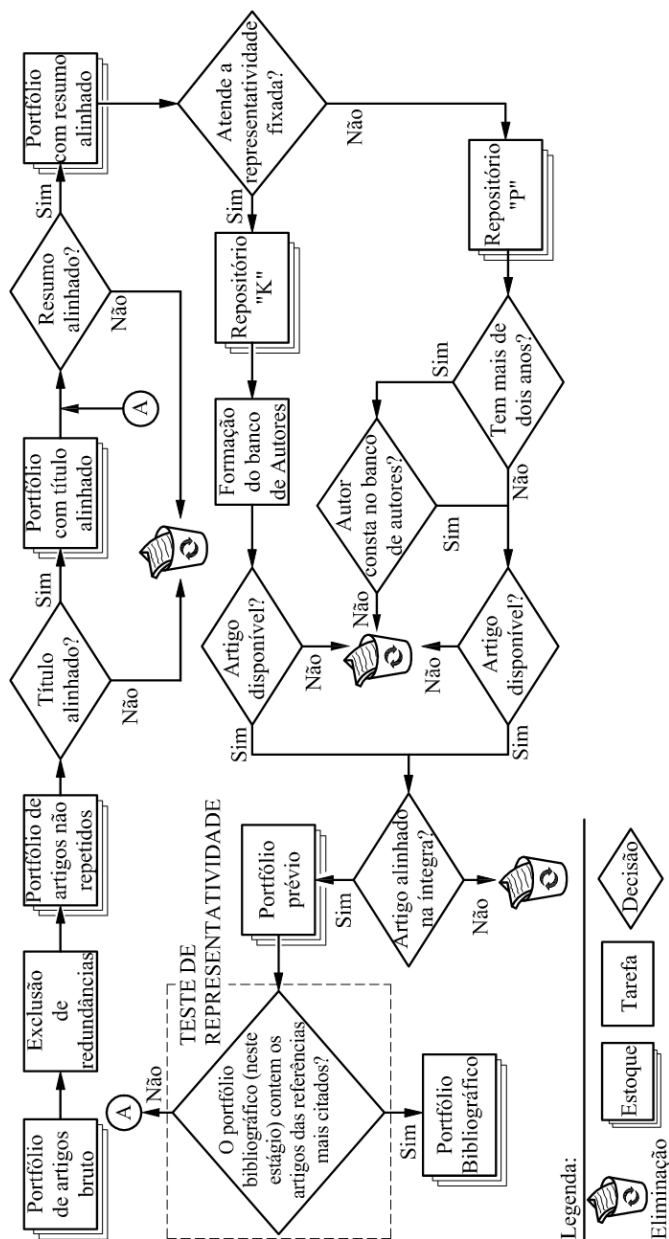 Portfólio
de artigos
bruto
Exclusão
de
redundâncias
Portfólio de
artigos não
repetidos
Título
alinhado?
Sim
Não
Portfólio
com título
alinhado
A
Resumo
alinhado?
Sim
Não
Portfólio
com resumo
alinhado
Atende a
representatividade
fixada?
Sim
Não
Repositório
"K"
Repositório
"P"
Formação
do banco
de Autores
Tem mais de
dois anos?
Sim
Não
Autor
consta no banco
de autores?
Sim
Não
Artigo
disponível?
Sim
Não
Artigo
disponível?
Sim
Não
Artigo alinhado
na íntegra?
Sim
Não
Portfólio
prévio
TESTE DE
REPRESENTATIVIDADE
O portfólio
bibliográfico (neste
estágio) contem os
artigos das referências
mais citados?
Não
A
Sim
Portfólio
Bibliográfico
Legenda:
Eliminação
Estoque
Tarefa
Decisão